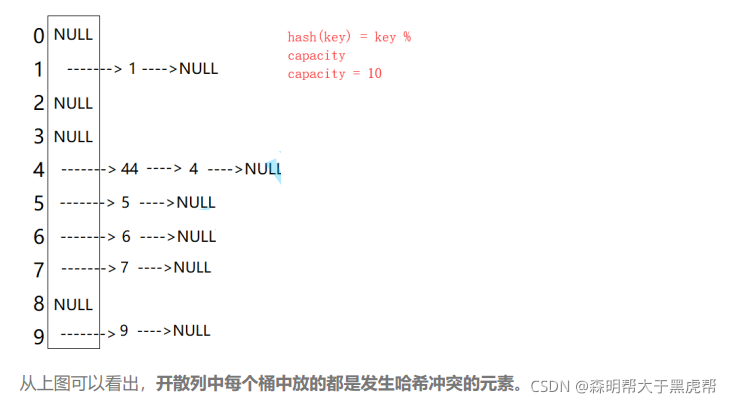 0 NULL
hash(key) = key %
capacity
capacity = 10
1 -------> 1 ---->NULL
2 NULL
3 NULL
4 -------> 44 ----> 4 ---->NULL
5 -------> 5 ---->NULL
6 -------> 6 ---->NULL
7 -------> 7 ---->NULL
8 NULL
9 -------> 9 ---->NULL
从上图可以看出，开散列中每个桶中放的都是发生哈希冲突的元素。
CSDN @森明帮大于黑虎帮